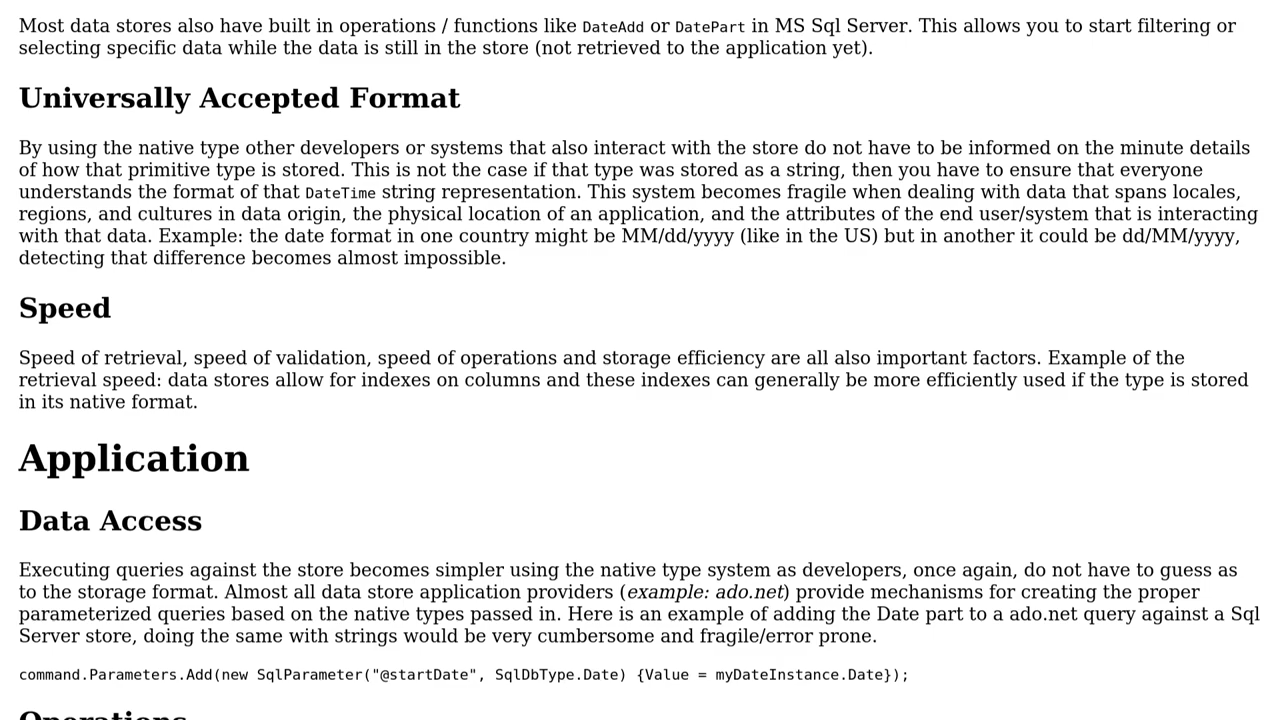 Most data stores also have built in operations / functions like DateAdd or DatePart in MS Sql Server. This allows you to start filtering or
selecting specific data while the data is still in the store (not retrieved to the application yet).
Universally Accepted Format
By using the native type other developers or systems that also interact with the store do not have to be informed on the minute details
of how that primitive type is stored. This is not the case if that type was stored as a string, then you have to ensure that everyone
understands the format of that DateTime string representation. This system becomes fragile when dealing with data that spans locales,
regions, and cultures in data origin, the physical location of an application, and the attributes of the end user/system that is interacting
with that data. Example: the date format in one country might be MM/dd/yyyy (like in the US) but in another it could be dd/MM/yyyy,
detecting that difference becomes almost impossible.
Speed
Speed of retrieval, speed of validation, speed of operations and storage efficiency are all also important factors. Example of the
retrieval speed: data stores allow for indexes on columns and these indexes can generally be more efficiently used if the type is stored
in its native format.
Application
Data Access
Executing queries against the store becomes simpler using the native type system as developers, once again, do not have to guess as
to the storage format. Almost all data store application providers (example: ado.net) provide mechanisms for creating the proper
parameterized queries based on the native types passed in. Here is an example of adding the Date part to a ado.net query against a Sql
Server store, doing the same with strings would be very cumbersome and fragile/error prone.
command.Parameters.Add(new SqlParameter("@startDate", SqlDbType.Date) {Value = myDateInstance.Date});
Operations